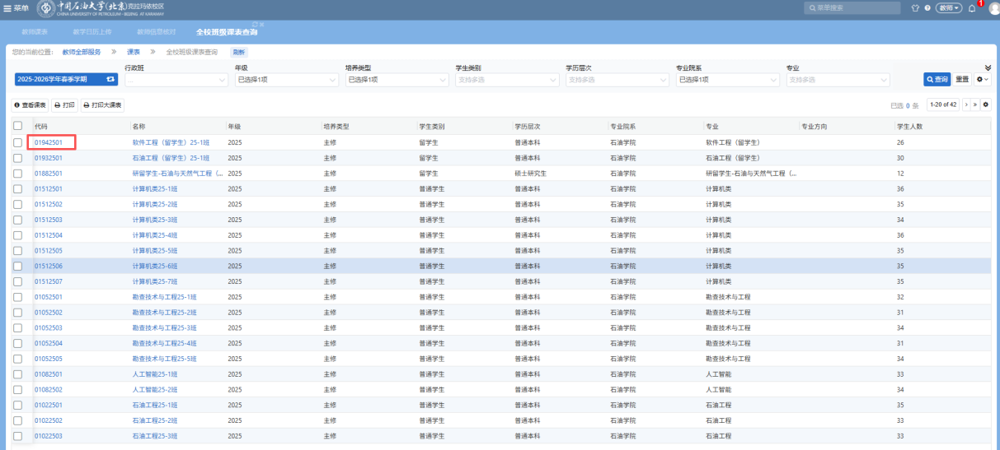 菜单 中国石油大学(北京)克拉玛依校区 菜单搜索 教师 1
CHINA UNIVERSITY OF PETROLEUM -BEIJING AT KARAMAY
教师课表 教学日历上传 教师信息核对 全校班级课表查询
您的当前位置: 教师全部服务 » 课表 » 全校班级课表查询 刷新
行政班 年级 培养类型 学生类别 学历层次 专业院系 专业
2025-2026学年春季学期 ... 已选择1项 已选择1项 支持多选 支持多选 已选择1项 支持多选 查询 重置
查看课表 打印 打印大课表 已选 0 条 1-20 of 42
代码 名称 年级 培养类型 学生类别 学历层次 专业院系 专业 专业方向 学生人数
01942501 软件工程(留学生)25-1班 2025 主修 留学生 普通本科 石油学院 软件工程(留学生) 26
01932501 石油工程(留学生)25-1班 2025 主修 留学生 普通本科 石油学院 石油工程(留学生) 30
01882501 研留学生-石油与天然气工程(... 2025 主修 留学生 硕士研究生 石油学院 研留学生-石油与天然气工程(... 12
01512501 计算机类25-1班 2025 主修 普通学生 普通本科 石油学院 计算机类 36
01512502 计算机类25-2班 2025 主修 普通学生 普通本科 石油学院 计算机类 35
01512503 计算机类25-3班 2025 主修 普通学生 普通本科 石油学院 计算机类 34
01512504 计算机类25-4班 2025 主修 普通学生 普通本科 石油学院 计算机类 36
01512505 计算机类25-5班 2025 主修 普通学生 普通本科 石油学院 计算机类 35
01512506 计算机类25-6班 2025 主修 普通学生 普通本科 石油学院 计算机类 35
01512507 计算机类25-7班 2025 主修 普通学生 普通本科 石油学院 计算机类 35
01052501 勘查技术与工程25-1班 2025 主修 普通学生 普通本科 石油学院 勘查技术与工程 32
01052502 勘查技术与工程25-2班 2025 主修 普通学生 普通本科 石油学院 勘查技术与工程 31
01052503 勘查技术与工程25-3班 2025 主修 普通学生 普通本科 石油学院 勘查技术与工程 34
01052504 勘查技术与工程25-4班 2025 主修 普通学生 普通本科 石油学院 勘查技术与工程 31
01052505 勘查技术与工程25-5班 2025 主修 普通学生 普通本科 石油学院 勘查技术与工程 34
01082501 人工智能25-1班 2025 主修 普通学生 普通本科 石油学院 人工智能 33
01082502 人工智能25-2班 2025 主修 普通学生 普通本科 石油学院 人工智能 34
01022501 石油工程25-1班 2025 主修 普通学生 普通本科 石油学院 石油工程 35
01022502 石油工程25-2班 2025 主修 普通学生 普通本科 石油学院 石油工程 33
01022503 石油工程25-3班 2025 主修 普通学生 普通本科 石油学院 石油工程 33